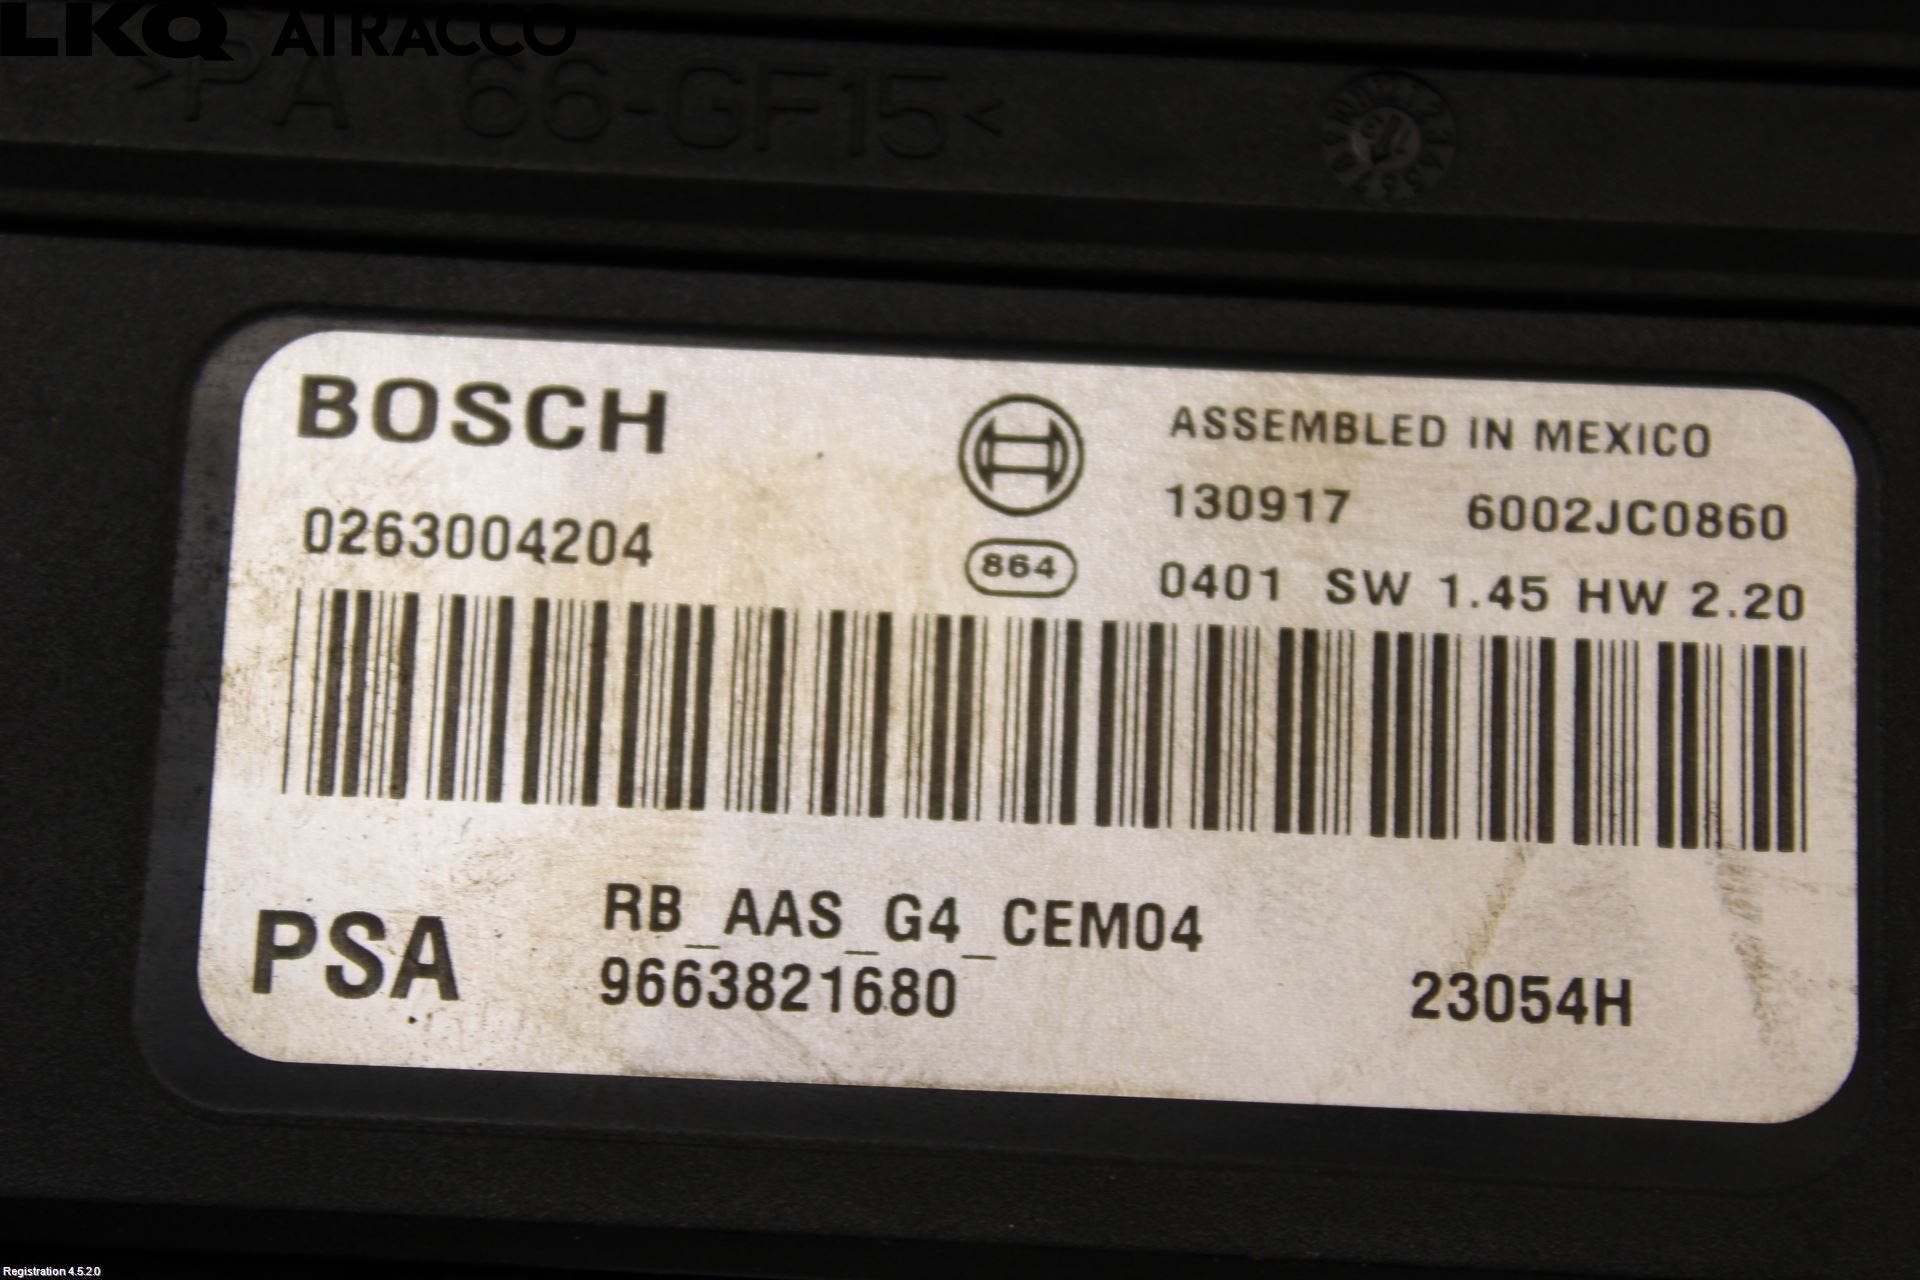 LKQ ATRACCO
>PA 66-GF15<
BOSCH
ASSEMBLED IN MEXICO
130917 6002JC0860
0263004204
864
0401 SW 1.45 HW 2.20
PSA
RB_AAS_G4_CEM04
9663821680
23054H
Registration 4.5.2.0